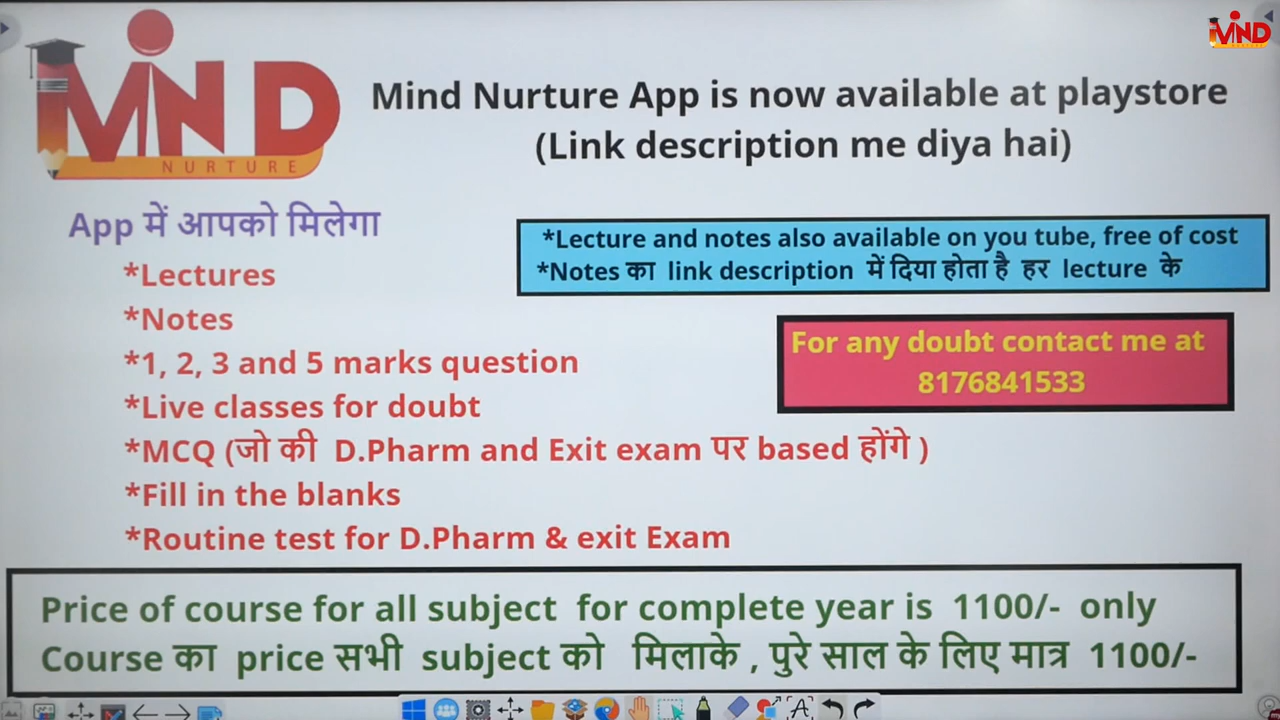 MIND
NURTURE
MIND
NURTURE
Mind Nurture App is now available at playstore
(Link description me diya hai)
App में आपको मिलेगा
*Lectures
*Notes
*1, 2, 3 and 5 marks question
*Live classes for doubt
*MCQ (जो की D.Pharm and Exit exam पर based होंगे )
*Fill in the blanks
*Routine test for D.Pharm & exit Exam
*Lecture and notes also available on you tube, free of cost
*Notes का link description में दिया होता है हर lecture के
For any doubt contact me at
8176841533
Price of course for all subject for complete year is 1100/- only
Course का price सभी subject को मिलाके , पुरे साल के लिए मात्र 1100/-